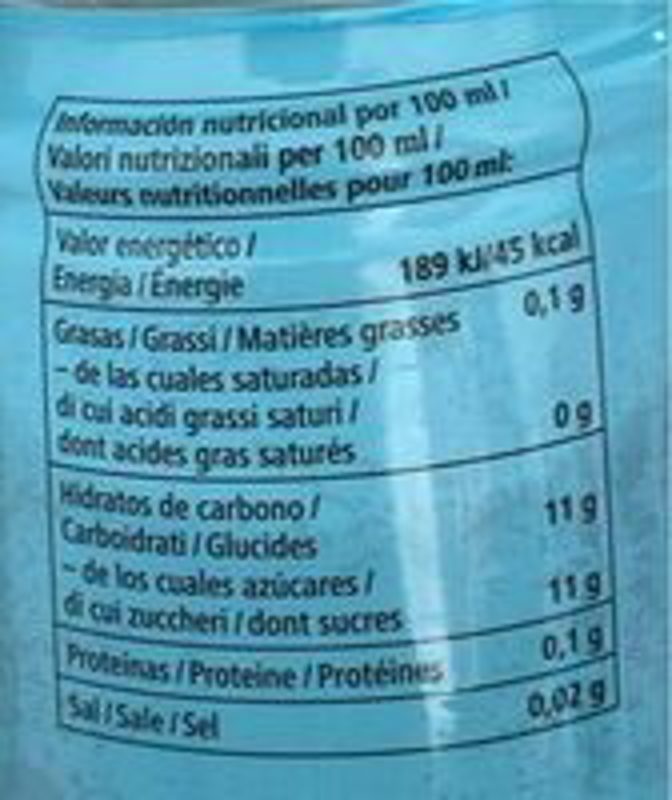 Información nutricional por 100 ml /
Valori nutrizionali per 100 ml /
Valeurs nutritionnelles pour 100 ml:
Valor energético /
Energia / Énergie 189 kJ/45 kcal
Grasas / Grassi / Matières grasses 0,1 g
- de las cuales saturadas /
di cui acidi grassi saturi /
dont acides gras saturés 0 g
Hidratos de carbono /
Carboidrati / Glucides 11 g
- de los cuales azúcares /
di cui zuccheri / dont sucres 11 g
Proteínas / Proteine / Protéines 0,1 g
Sal / Sale / Sel 0,02 g